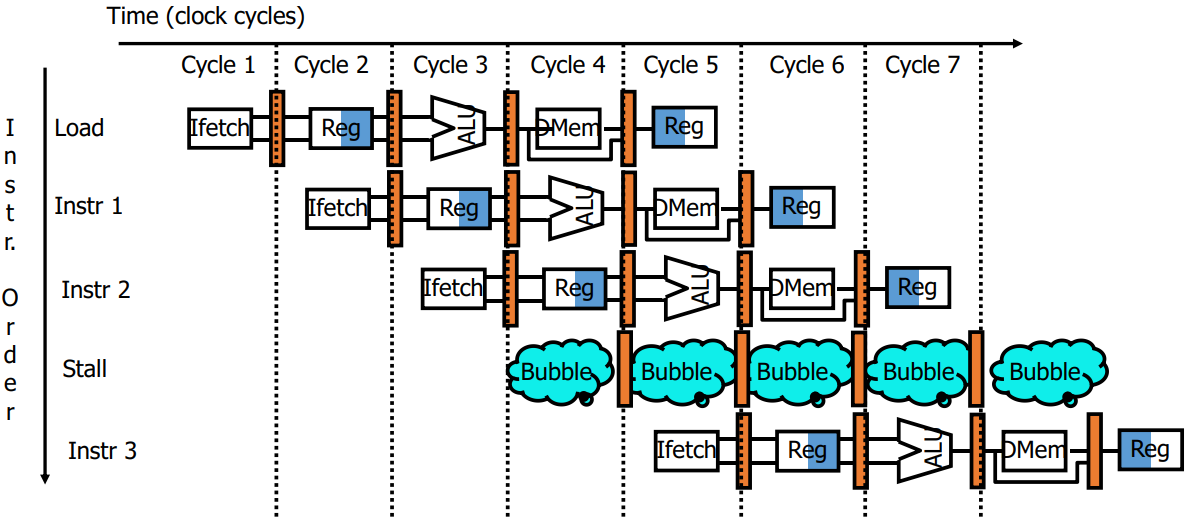 Time (clock cycles)
Cycle 1 Cycle 2 Cycle 3 Cycle 4 Cycle 5 Cycle 6 Cycle 7
Instr. Order
Load Ifetch Reg ALU DMem Reg
Instr 1 Ifetch Reg ALU DMem Reg
Instr 2 Ifetch Reg ALU DMem Reg
Stall Bubble Bubble Bubble Bubble Bubble
Instr 3 Ifetch Reg ALU DMem Reg